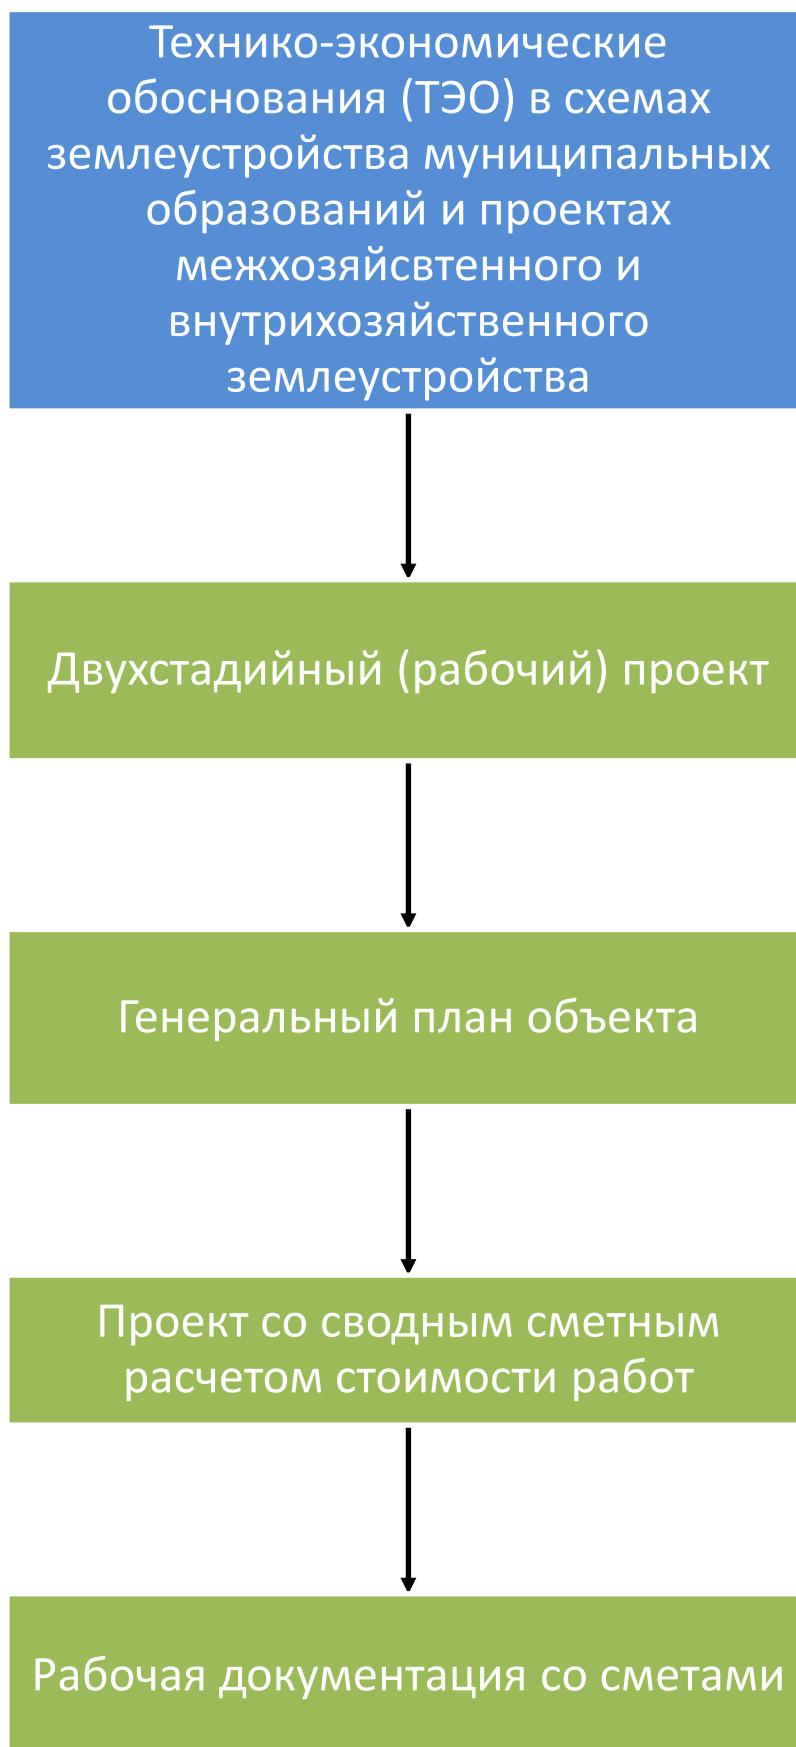 Технико-экономические
обоснования (ТЭО) в схемах
землеустройства муниципальных
образований и проектах
межхозяйсвтенного и
внутрихозяйственного
землеустройства
Двухстадийный (рабочий) проект
Генеральный план объекта
Проект со сводным сметным
расчетом стоимости работ
Рабочая документация со сметами